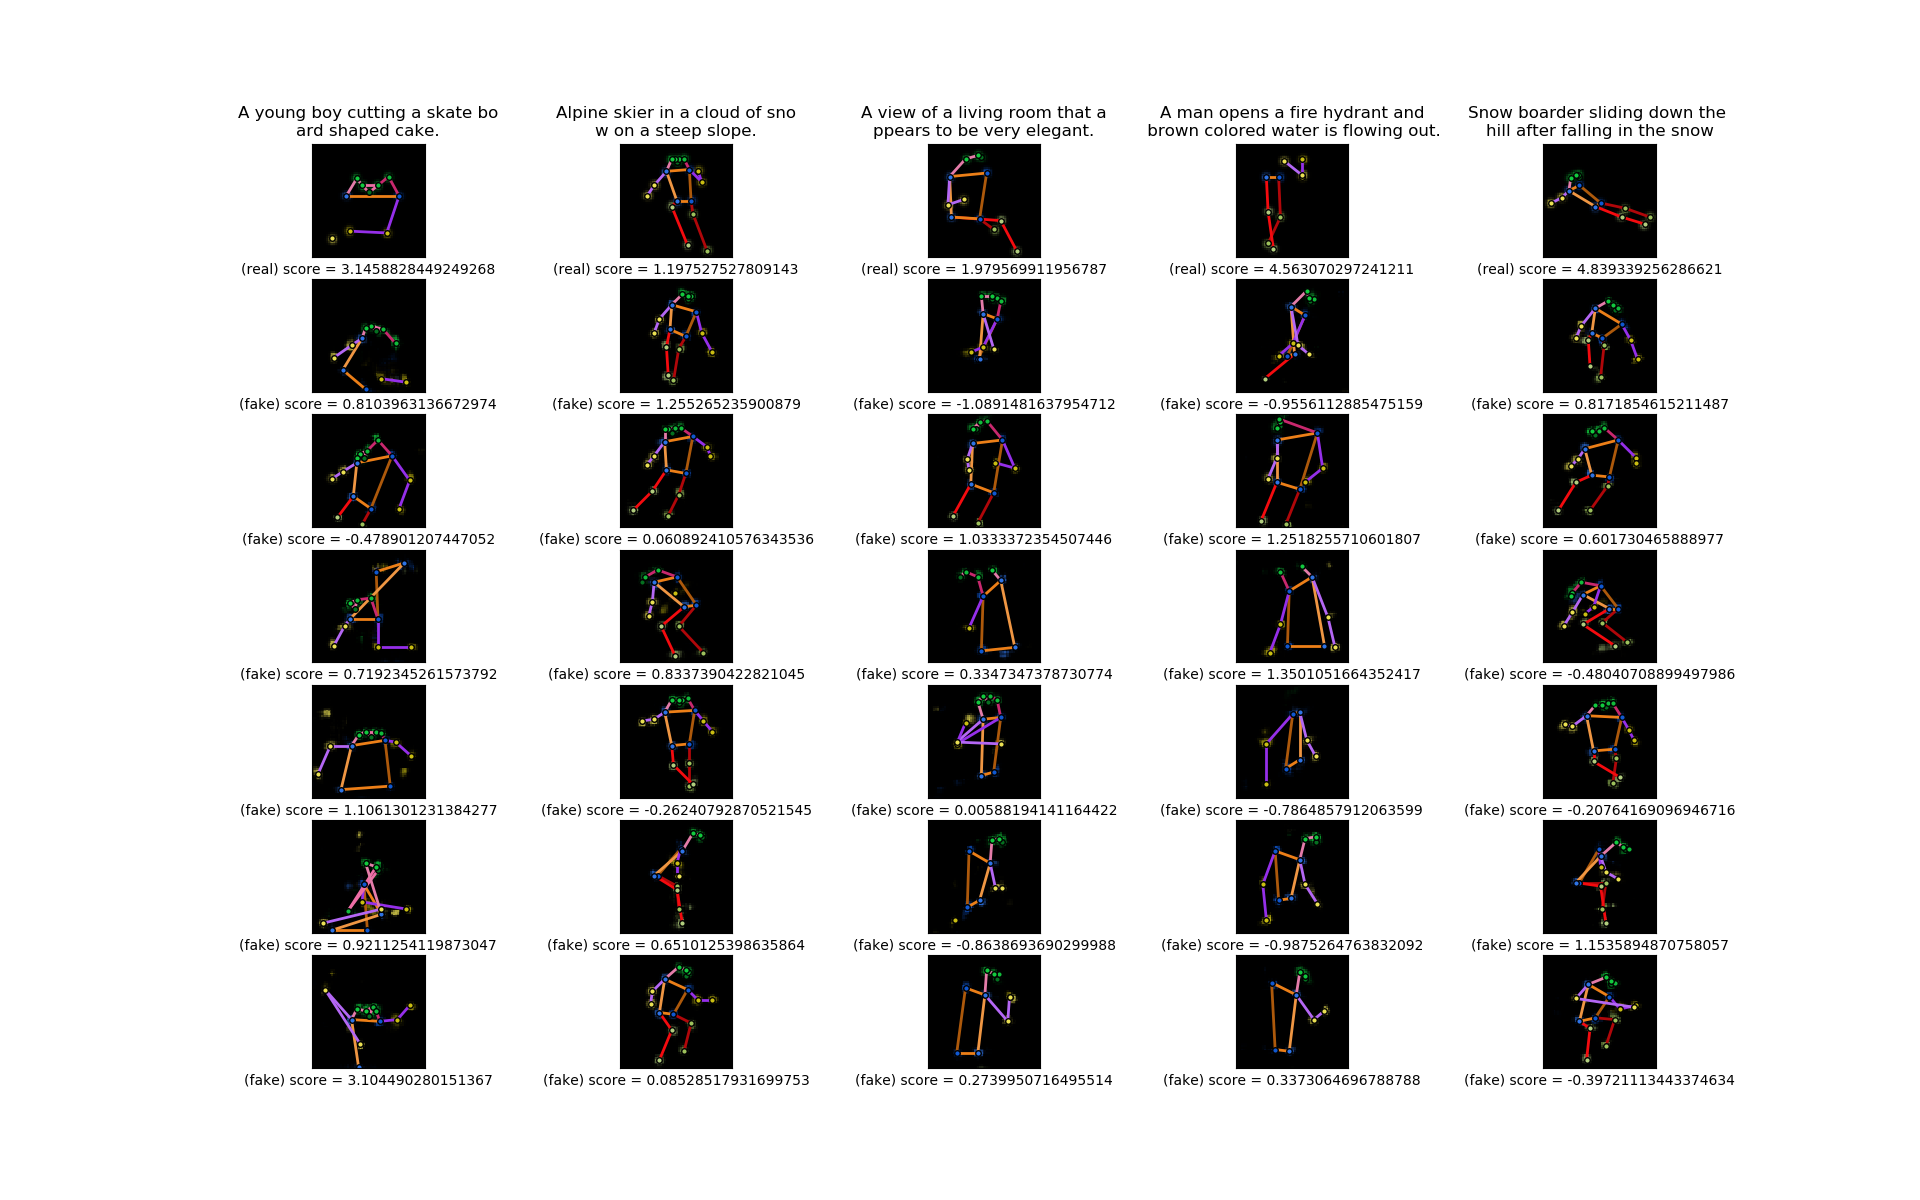 A young boy cutting a skate bo
ard shaped cake.
Alpine skier in a cloud of sno
w on a steep slope.
A view of a living room that a
ppears to be very elegant.
A man opens a fire hydrant and
brown colored water is flowing out.
Snow boarder sliding down the
hill after falling in the snow
(real) score = 3.1458828449249268
(real) score = 1.197527527809143
(real) score = 1.979569911956787
(real) score = 4.563070297241211
(real) score = 4.839339256286621
(fake) score = 0.8103963136672974
(fake) score = 1.255265235900879
(fake) score = -1.0891481637954712
(fake) score = -0.9556112885475159
(fake) score = 0.8171854615211487
(fake) score = -0.478901207447052
(fake) score = 0.060892410576343536
(fake) score = 1.0333372354507446
(fake) score = 1.2518255710601807
(fake) score = 0.601730465888977
(fake) score = 0.7192345261573792
(fake) score = 0.8337390422821045
(fake) score = 0.3347347378730774
(fake) score = 1.3501051664352417
(fake) score = -0.48040708899497986
(fake) score = 1.1061301231384277
(fake) score = -0.26240792870521545
(fake) score = 0.00588194141164422
(fake) score = -0.7864857912063599
(fake) score = -0.20764169096946716
(fake) score = 0.9211254119873047
(fake) score = 0.6510125398635864
(fake) score = -0.8638693690299988
(fake) score = -0.9875264763832092
(fake) score = 1.1535894870758057
(fake) score = 3.104490280151367
(fake) score = 0.08528517931699753
(fake) score = 0.2739950716495514
(fake) score = 0.3373064696788788
(fake) score = -0.39721113443374634